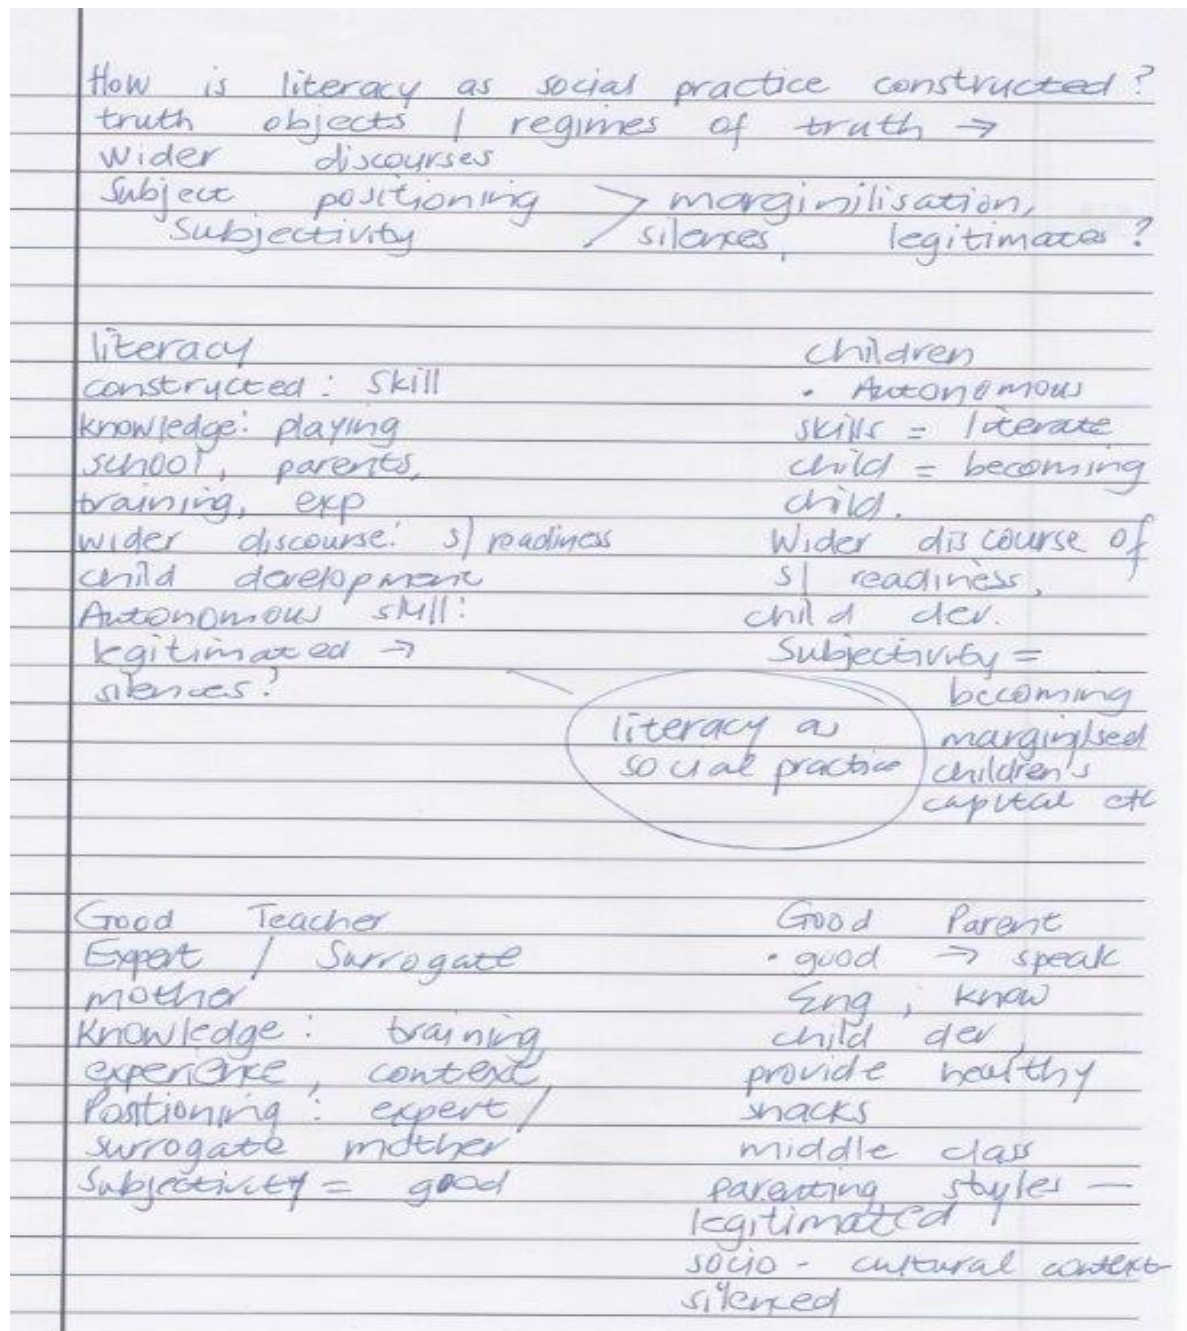 How is literacy as social practice constructed?
truth objects / regimes of truth →
wider discourses
Subject positioning > marginilisation,
Subjectivity silences, legitimates?
literacy
constructed: Skill
knowledge: playing
school, parents,
training, exp
wider discourse: s/readiness
child development
Autonomous skill:
legitimated →
silences?
children
• Autonomous
skills = literate
child = becoming
child.
Wider discourse of
s/ readiness,
child dev.
Subjectivity =
becoming
marginilsed
children's
capital etc
literacy as
social practice
Good Teacher
Expert / Surrogate
mother
Knowledge: training,
experience, context,
Positioning: expert/
surrogate mother
Subjectivity = good
Good Parent
• good → speak
Eng, know
child dev,
provide healthy
snacks
middle class
parenting styles —
legitimated
socio-cultural context
silenced